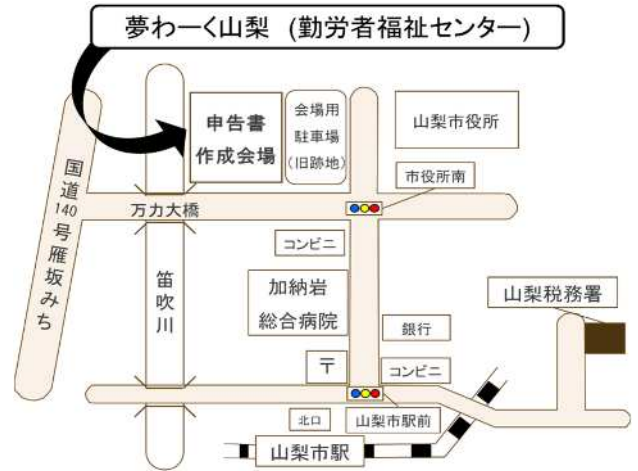 夢わーく山梨 (勤労者福祉センター)
申告書
作成会場
会場用
駐車場
(旧跡地)
山梨市役所
市役所南
国道140号雁坂みち
万力大橋
笛吹川
コンビニ
加納岩
総合病院
銀行
山梨税務署
〒
コンビニ
北口
山梨市駅前
山梨市駅